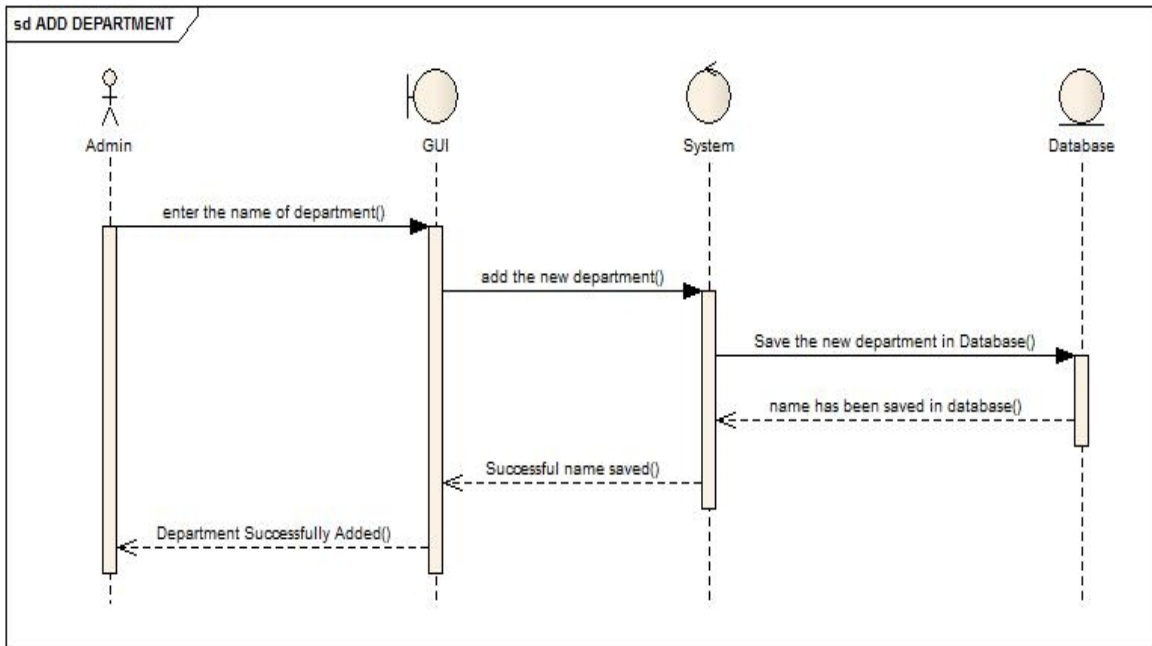 sd ADD DEPARTMENT
Admin
GUI
System
Database
enter the name of department()
add the new department()
Save the new department in Database()
name has been saved in database()
Successful name saved()
Department Successfully Added()